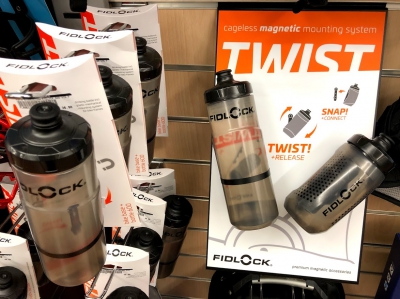 cageless magnetic mounting system
TWIST
SNAP!
+CONNECT
TWIST!
+RELEASE
FIDLOCK
premium magnetic accessories
FIDLOCK
FIDLOCK
FIDLOCK
FIDLOCK
FIDLOCK
FIDLOCK